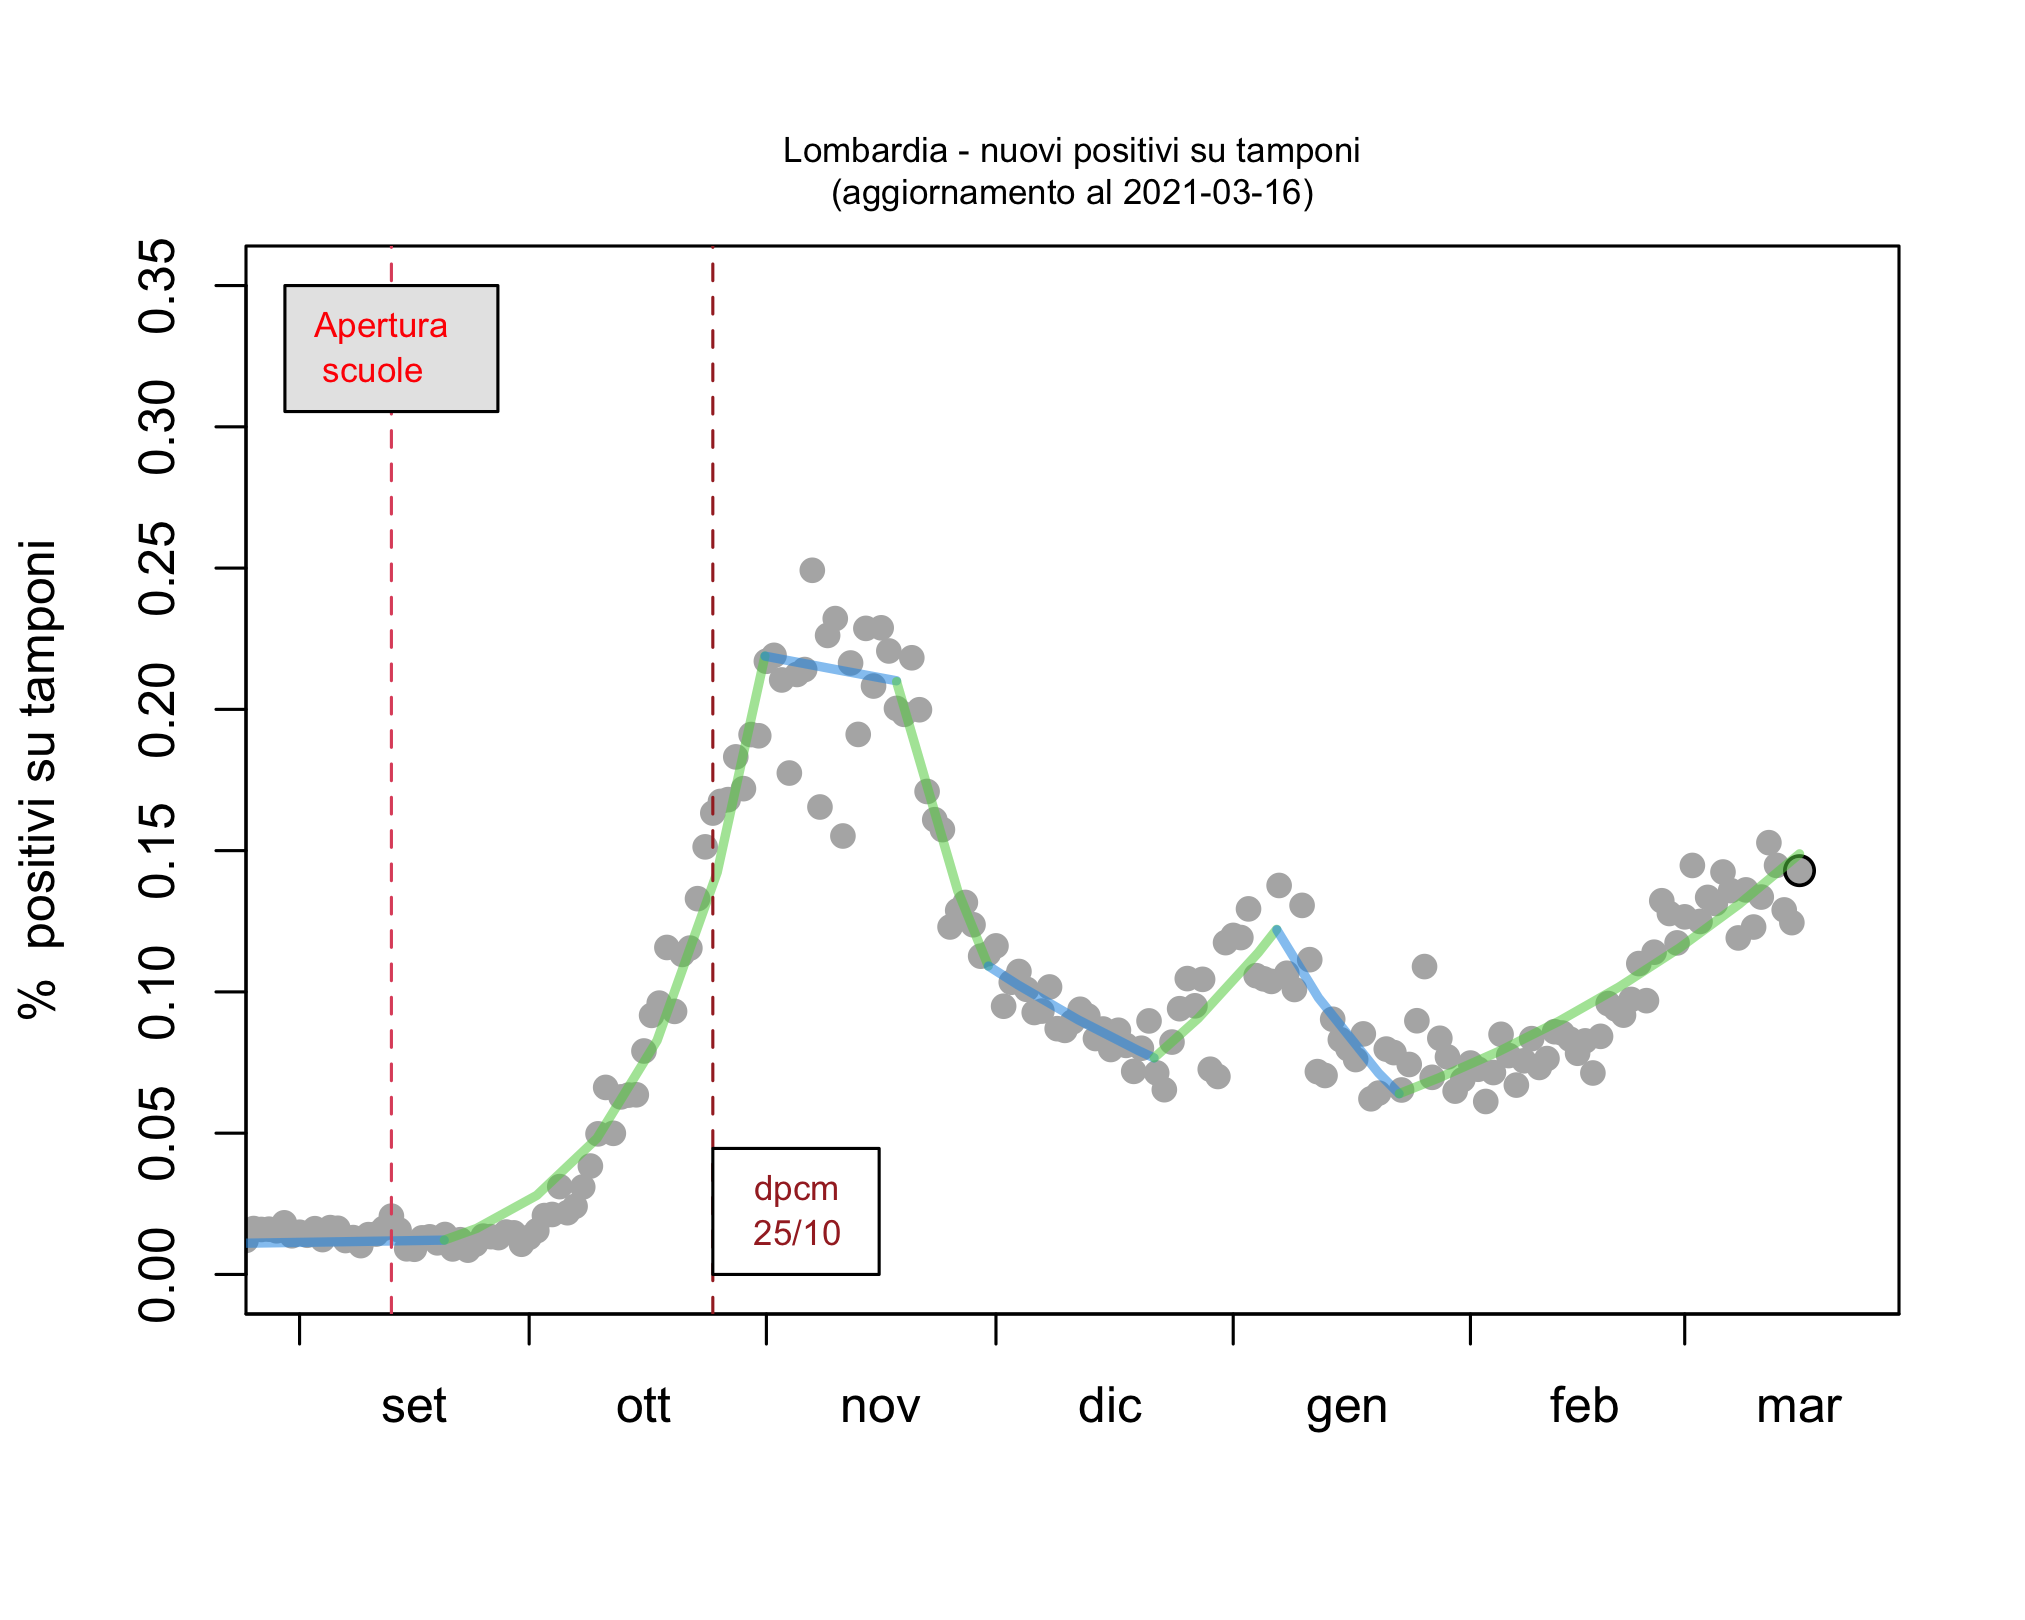 Lombardia - nuovi positivi su tamponi
(aggiornamento al 2021-03-16)
% positivi su tamponi
0.35
0.30
0.25
0.20
0.15
0.10
0.05
0.00
Apertura
scuole
dpcm
25/10
set ott nov dic gen feb mar